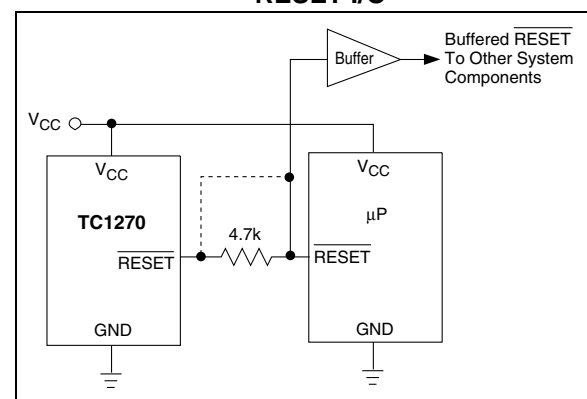 RESET I/O
Buffer
Buffered RESET
To Other System
Components
VCC
VCC
TC1270
RESET
GND
4.7k
VCC
µP
RESET
GND